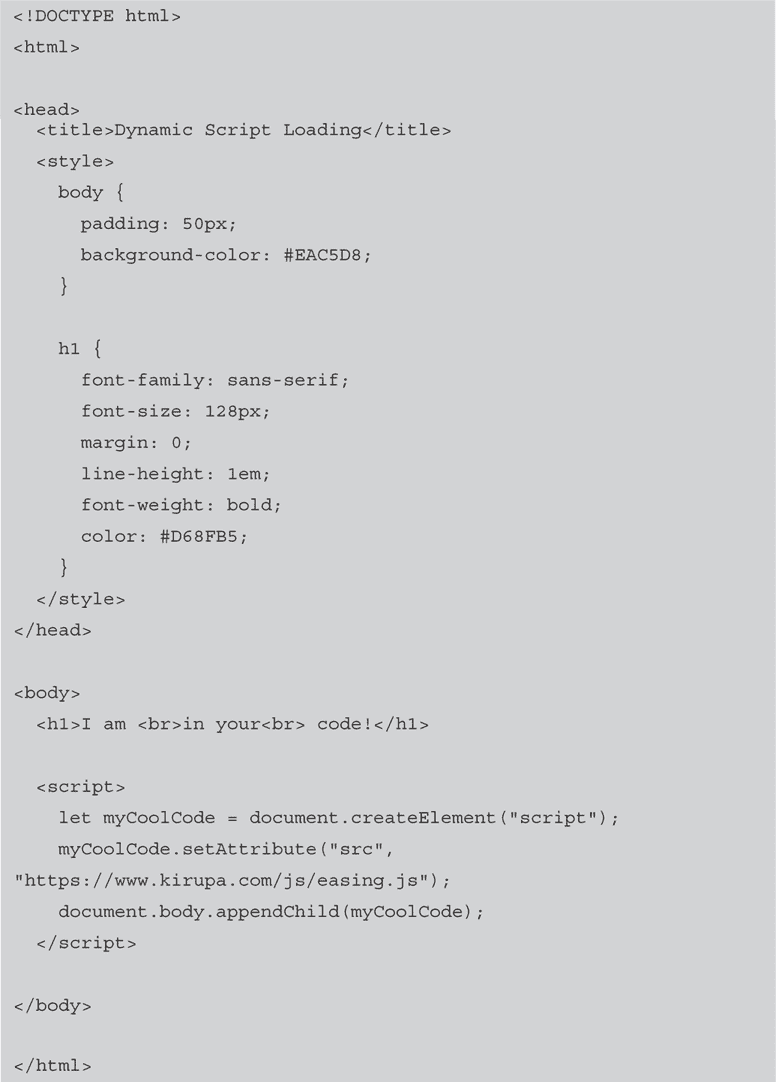 <!DOCTYPE html>
<html>
<head>
<title>Dynamic Script Loading</title>
<style>
body {
padding: 50px;
background-color: #EAC5D8;
}
h1 {
font-family: sans-serif;
font-size: 128px;
margin: 0;
line-height: 1em;
font-weight: bold;
color: #D68FB5;
}
</style>
</head>
<body>
<h1>I am <br>in your<br> code!</h1>
<script>
let myCoolCode = document.createElement("script");
myCoolCode.setAttribute("src",
"https://www.kirupa.com/js/easing.js");
document.body.appendChild(myCoolCode);
</script>
</body>
</html>